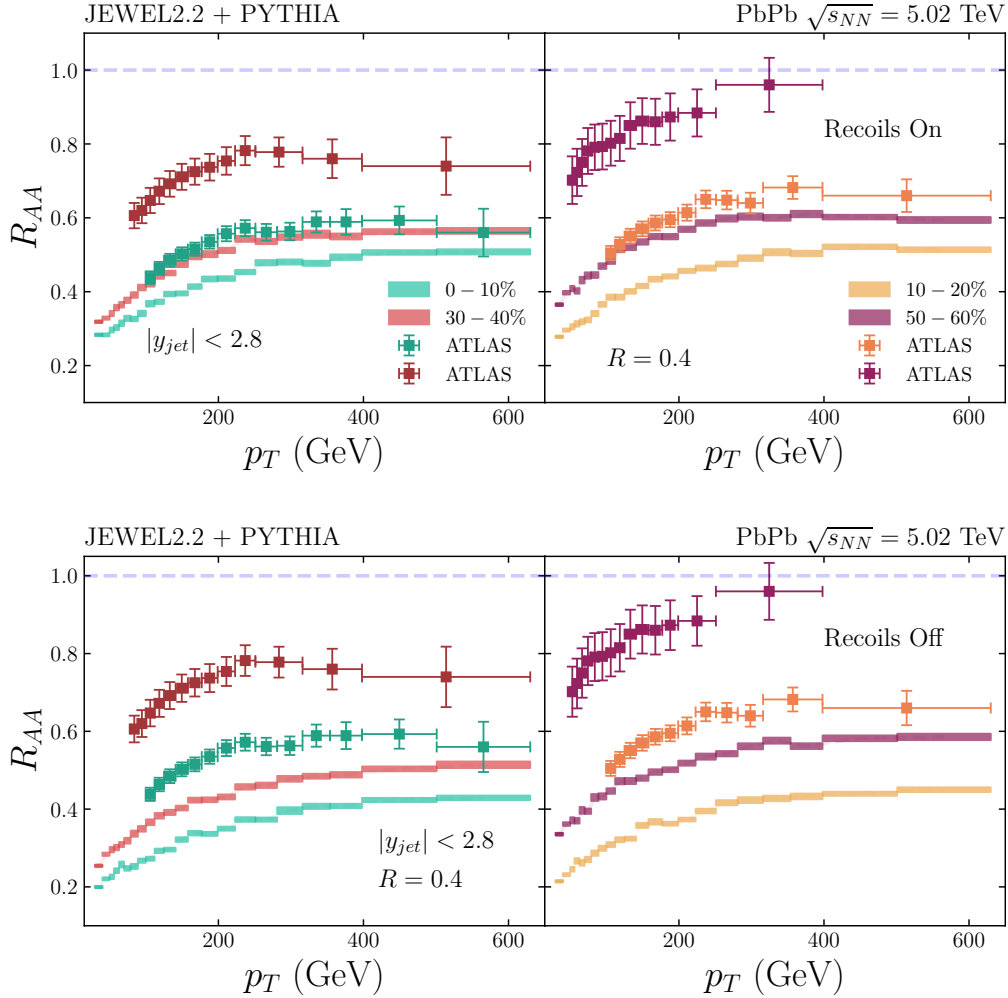 JEWEL2.2 + PYTHIA
PbPb √s_NN = 5.02 TeV
1.0
0.8
0.6
0.4
0.2
R_AA
Recoils On
0 − 10%
30 − 40%
ATLAS
ATLAS
|y_jet| < 2.8
10 − 20%
50 − 60%
ATLAS
ATLAS
R = 0.4
200 400 600
200 400 600
p_T (GeV)
p_T (GeV)
JEWEL2.2 + PYTHIA
PbPb √s_NN = 5.02 TeV
1.0
0.8
0.6
0.4
0.2
R_AA
Recoils Off
|y_jet| < 2.8
R = 0.4
200 400 600
200 400 600
p_T (GeV)
p_T (GeV)